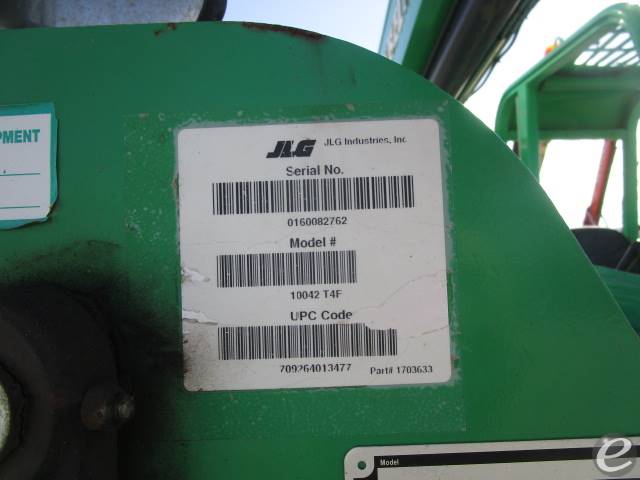 PMENT
JLG JLG Industries, Inc
Serial No.
0160082762
Model #
10042 T4F
UPC Code
709264013477 Part# 1703633
Model
e